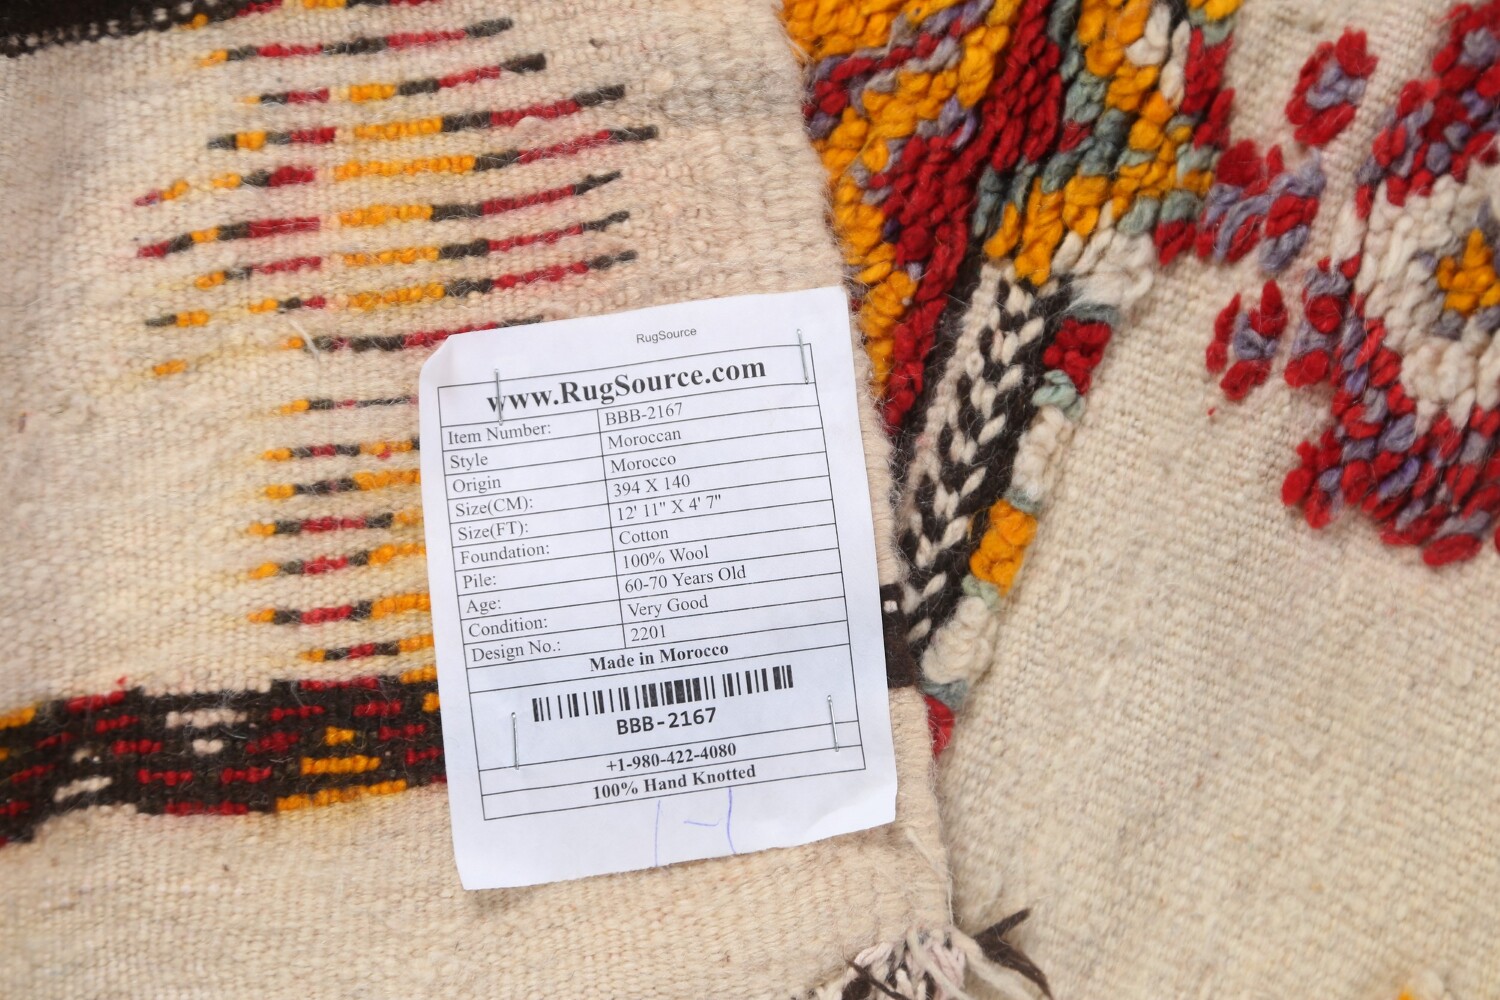 RugSource
www.RugSource.com
Item Number: BBB-2167
Style Moroccan
Origin Morocco
Size(CM): 394 X 140
Size(FT): 12' 11" X 4' 7"
Foundation: Cotton
Pile: 100% Wool
Age: 60-70 Years Old
Condition: Very Good
Design No.: 2201
Made in Morocco
BBB-2167
+1-980-422-4080
100% Hand Knotted